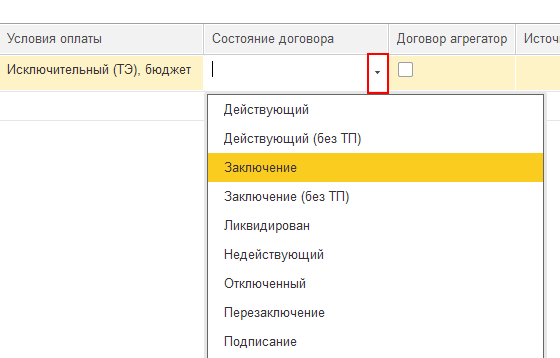 Условия оплаты Состояние договора Договор агрегатор Источ
Исключительный (ТЭ), бюджет
Действующий
Действующий (без ТП)
Заключение
Заключение (без ТП)
Ликвидирован
Недействующий
Отключенный
Перезаключение
Подписание